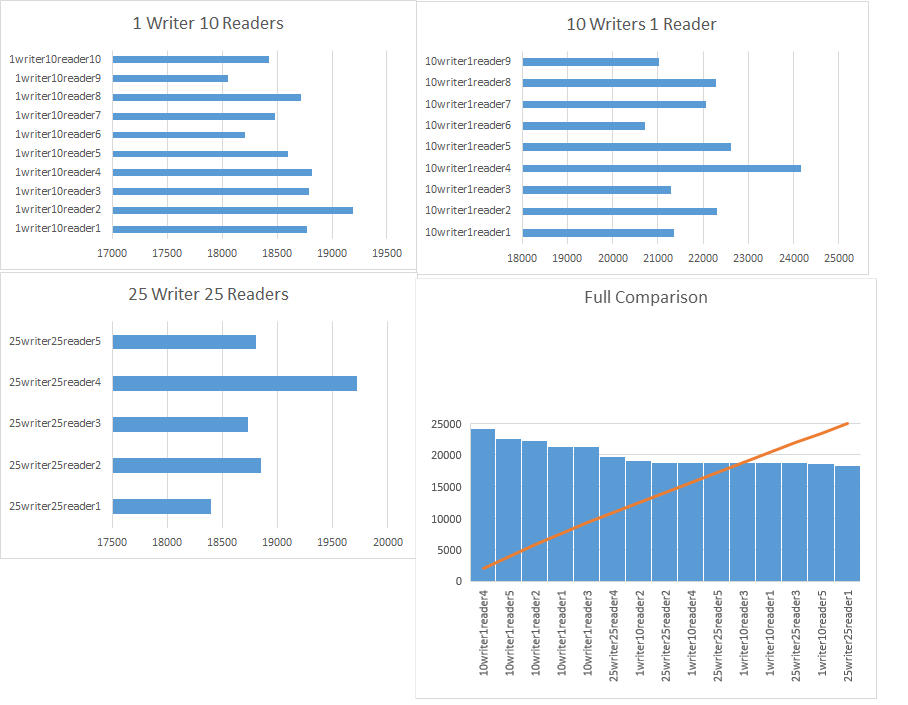 1 Writer 10 Readers
1writer10reader10
1writer10reader9
1writer10reader8
1writer10reader7
1writer10reader6
1writer10reader5
1writer10reader4
1writer10reader3
1writer10reader2
1writer10reader1
17000 17500 18000 18500 19000 19500
10 Writers 1 Reader
10writer1reader9
10writer1reader8
10writer1reader7
10writer1reader6
10writer1reader5
10writer1reader4
10writer1reader3
10writer1reader2
10writer1reader1
18000 19000 20000 21000 22000 23000 24000 25000
25 Writer 25 Readers
25writer25reader5
25writer25reader4
25writer25reader3
25writer25reader2
25writer25reader1
17500 18000 18500 19000 19500 20000
Full Comparison
25000
20000
15000
10000
5000
0
10writer1reader4
10writer1reader5
10writer1reader2
10writer1reader1
10writer1reader3
25writer25reader4
1writer10reader2
25writer25reader2
1writer10reader4
25writer25reader5
1writer10reader3
1writer10reader1
25writer25reader3
1writer10reader5
25writer25reader1